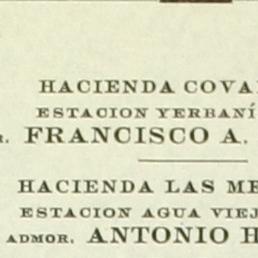 HACIENDA COVA
ESTACION YERBANÍ
R. FRANCISCO A.
HACIENDA LAS ME
ESTACION AGUA VIEJ
ADMOR. ANTONIO H